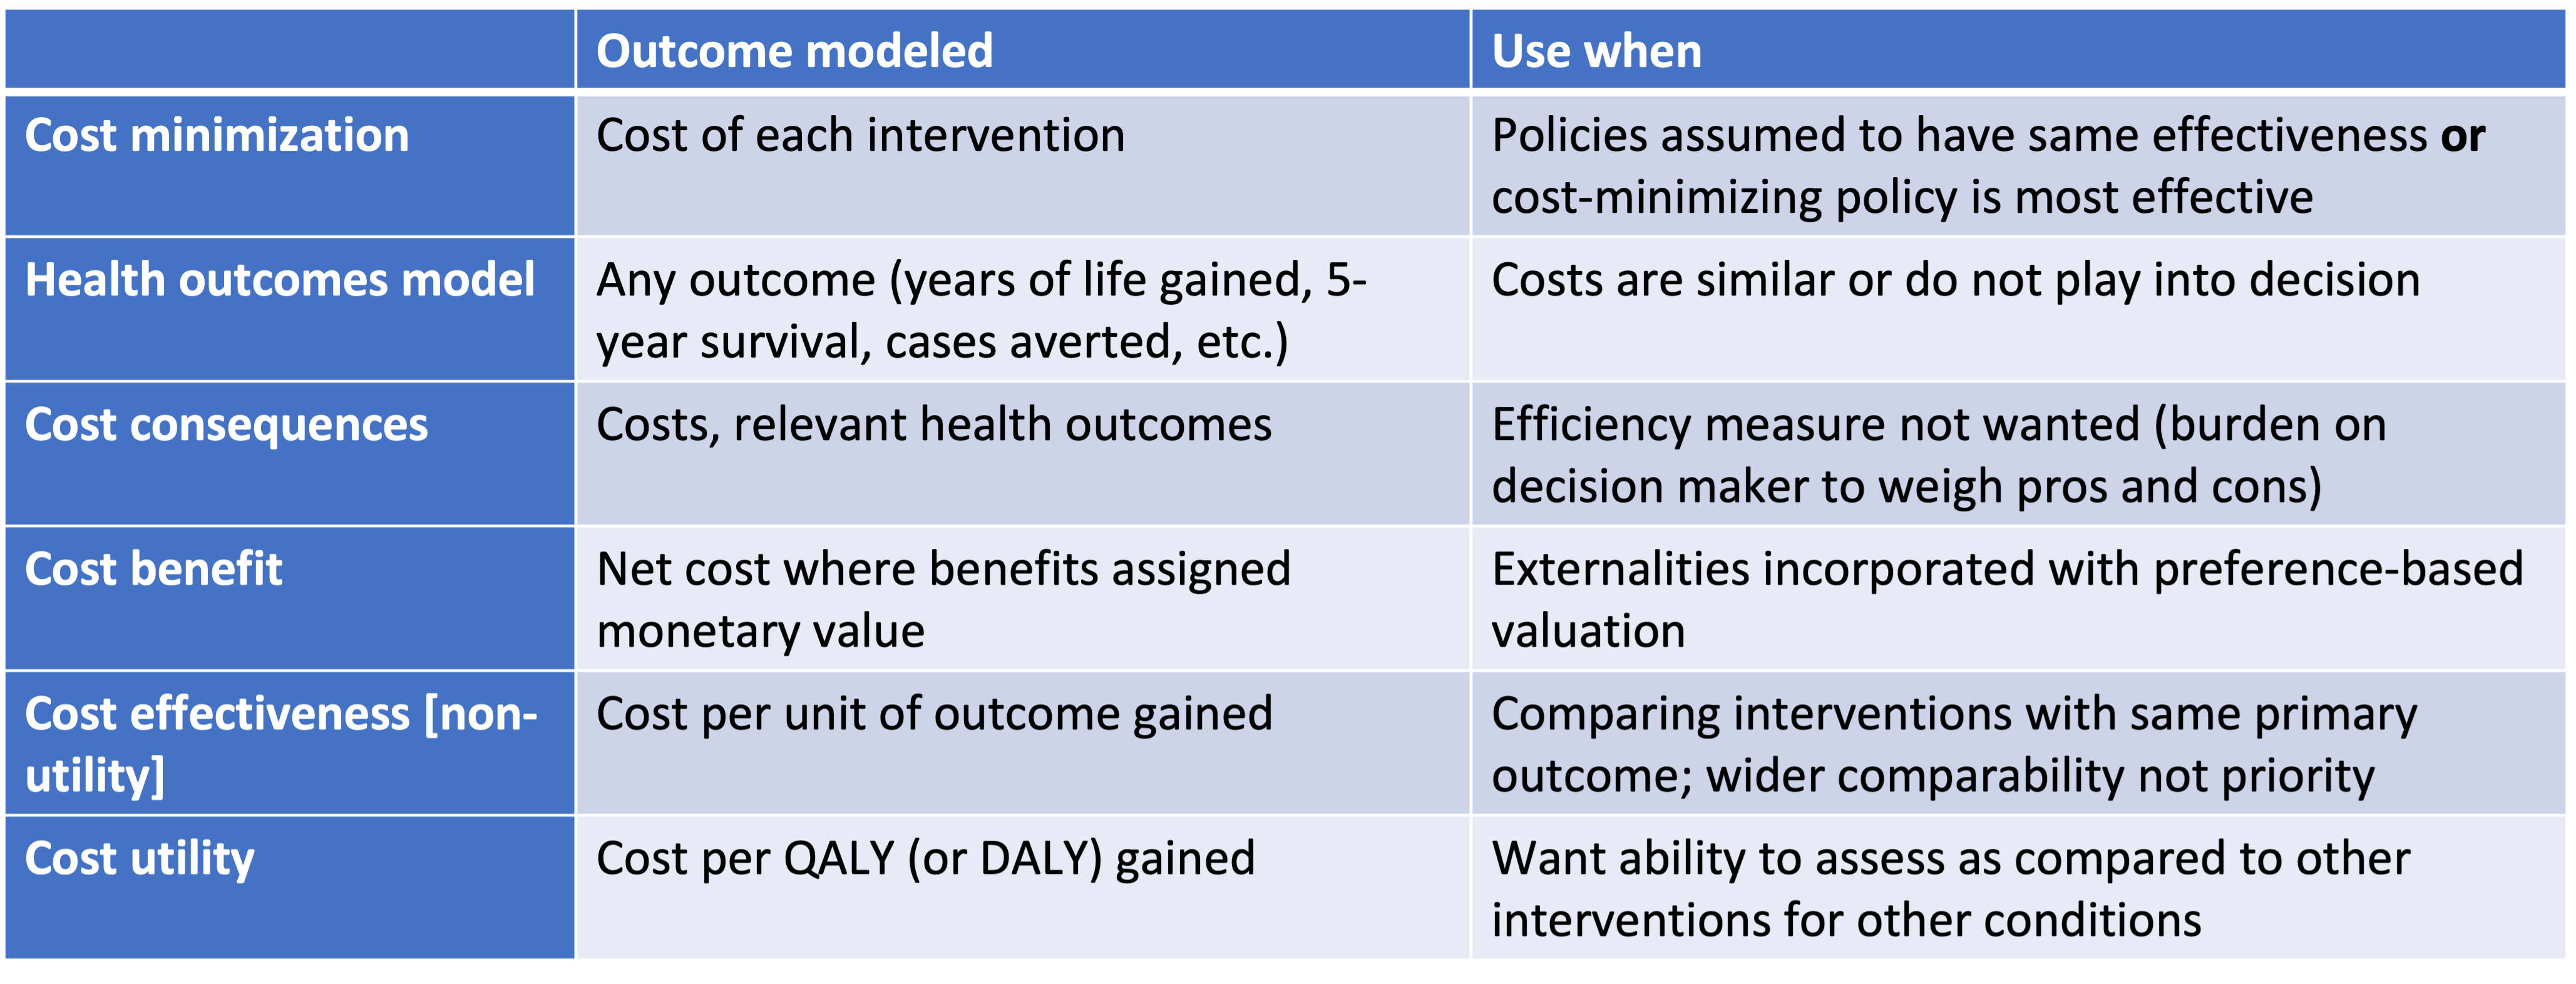 Outcome modeled
Use when
Cost minimization
Cost of each intervention
Policies assumed to have same effectiveness or
cost-minimizing policy is most effective
Health outcomes model
Any outcome (years of life gained, 5-
year survival, cases averted, etc.)
Costs are similar or do not play into decision
Cost consequences
Costs, relevant health outcomes
Efficiency measure not wanted (burden on
decision maker to weigh pros and cons)
Cost benefit
Net cost where benefits assigned
monetary value
Externalities incorporated with preference-based
valuation
Cost effectiveness [non-
utility]
Cost per unit of outcome gained
Comparing interventions with same primary
outcome; wider comparability not priority
Cost utility
Cost per QALY (or DALY) gained
Want ability to assess as compared to other
interventions for other conditions